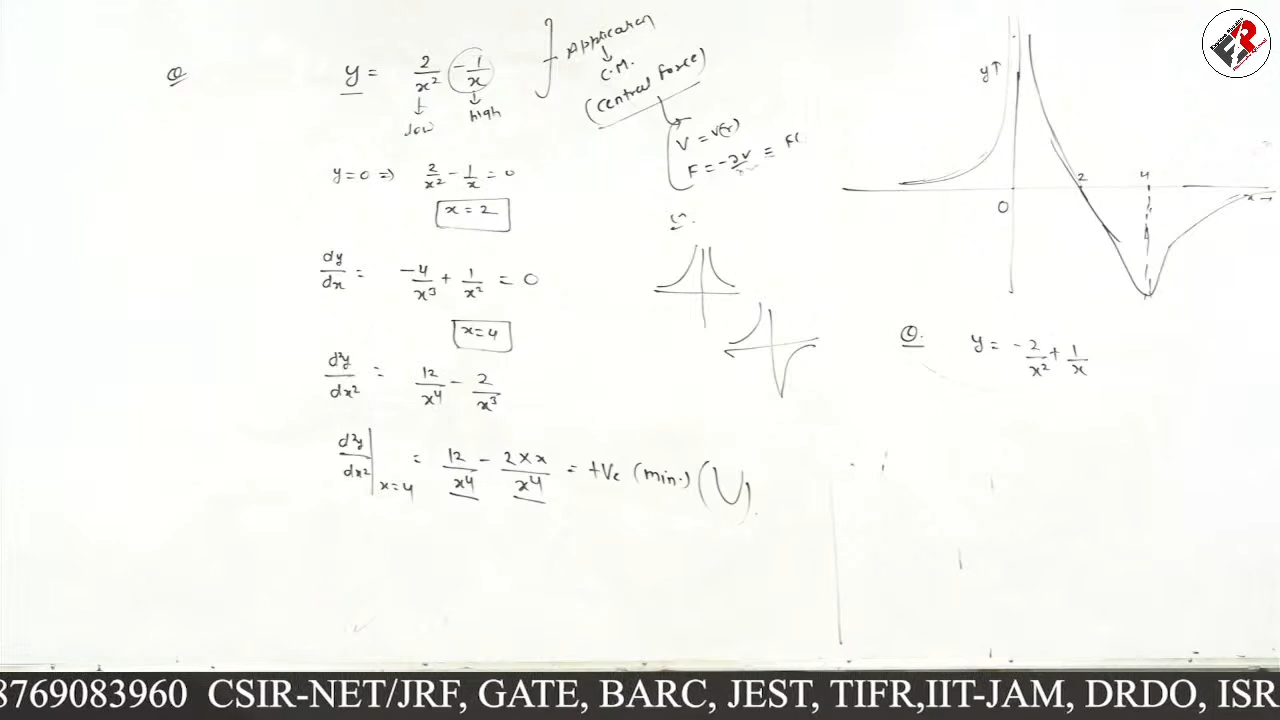 Q
y = 2/x² - 1/x
low
high
Application
C.M.
(Central Force)
V = V(r)
F = -∂V/∂r ≡ F(
y=0 ⇒ 2/x² - 1/x = 0
x = 2
dy/dx = -4/x³ + 1/x² = 0
x=4
d²y/dx² = 12/x⁴ - 2/x³
d²y/dx²|x=4 = 12/x⁴ - 2×x/x⁴ = +Ve (min.)
y↑
2
4
O
x→
Q. y = -2/x² + 1/x
8769083960 CSIR-NET/JRF, GATE, BARC, JEST, TIFR,IIT-JAM, DRDO, ISR